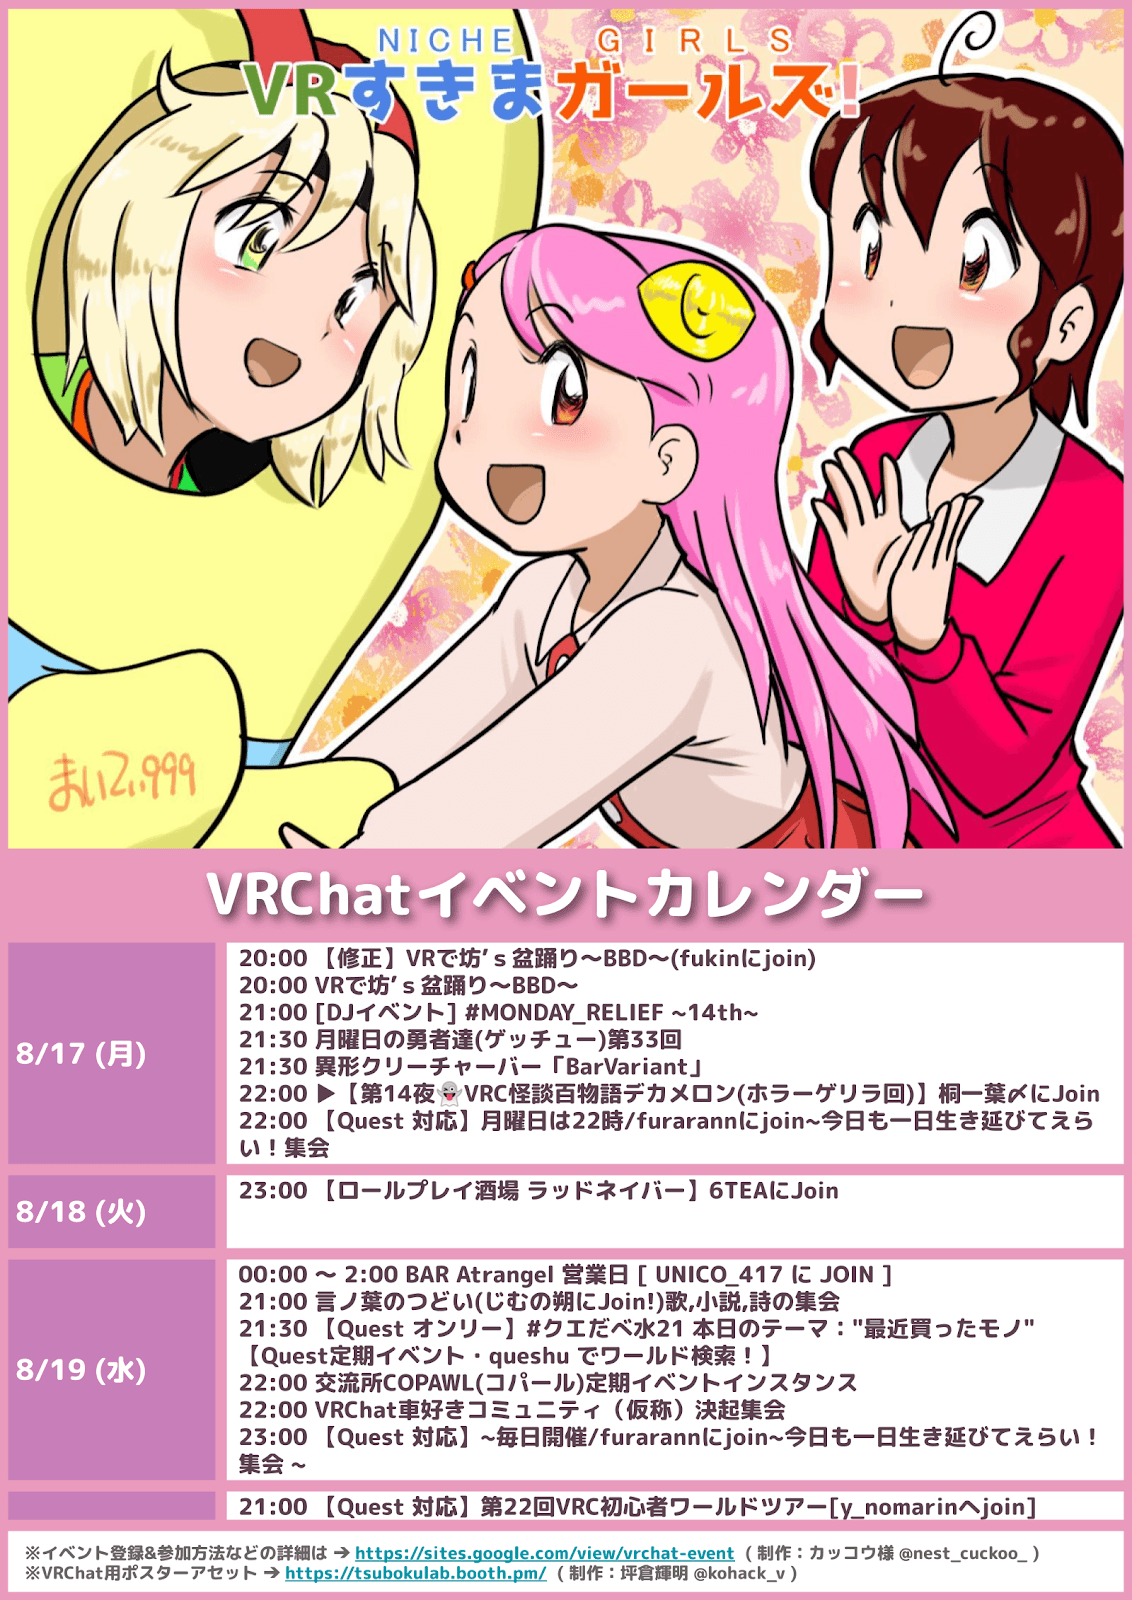 NICHE GIRLS
VRすきまガールズ!
まいてぃ999
VRChatイベントカレンダー
8/17 (月)
20:00 【修正】VRで坊’ｓ盆踊り～BBD～(fukinにjoin)
20:00 VRで坊’ｓ盆踊り～BBD～
21:00 [DJイベント] #MONDAY_RELIEF ~14th~
21:30 月曜日の勇者達(ゲッチュー)第33回
21:30 異形クリーチャーバー「BarVariant」
22:00 ▶【第14夜👻VRC怪談百物語デカメロン(ホラーゲリラ回)】桐一葉〆にJoin
22:00 【Quest 対応】月曜日は22時/furarannにjoin~今日も一日生き延びてえら
い！集会
8/18 (火)
23:00 【ロールプレイ酒場 ラッドネイバー】6TEAにJoin
8/19 (水)
00:00 ～ 2:00 BAR Atrangel 営業日 [ UNICO_417 に JOIN ]
21:00 言ノ葉のつどい(じむの朔にJoin!)歌,小説,詩の集会
21:30 【Quest オンリー】#クエだべ水21 本日のテーマ："最近買ったモノ"
【Quest定期イベント・queshu でワールド検索！】
22:00 交流所COPAWL(コパール)定期イベントインスタンス
22:00 VRChat車好きコミュニティ（仮称）決起集会
23:00 【Quest 対応】~毎日開催/furarannにjoin~今日も一日生き延びてえらい！
集会 ~
21:00 【Quest 対応】第22回VRC初心者ワールドツアー[y_nomarinへjoin]
※イベント登録&参加方法などの詳細は → https://sites.google.com/view/vrchat-event ( 制作：カッコウ様 @nest_cuckoo_ )
※VRChat用ポスターアセット → https://tsubokulab.booth.pm/ ( 制作：坪倉輝明 @kohack_v )